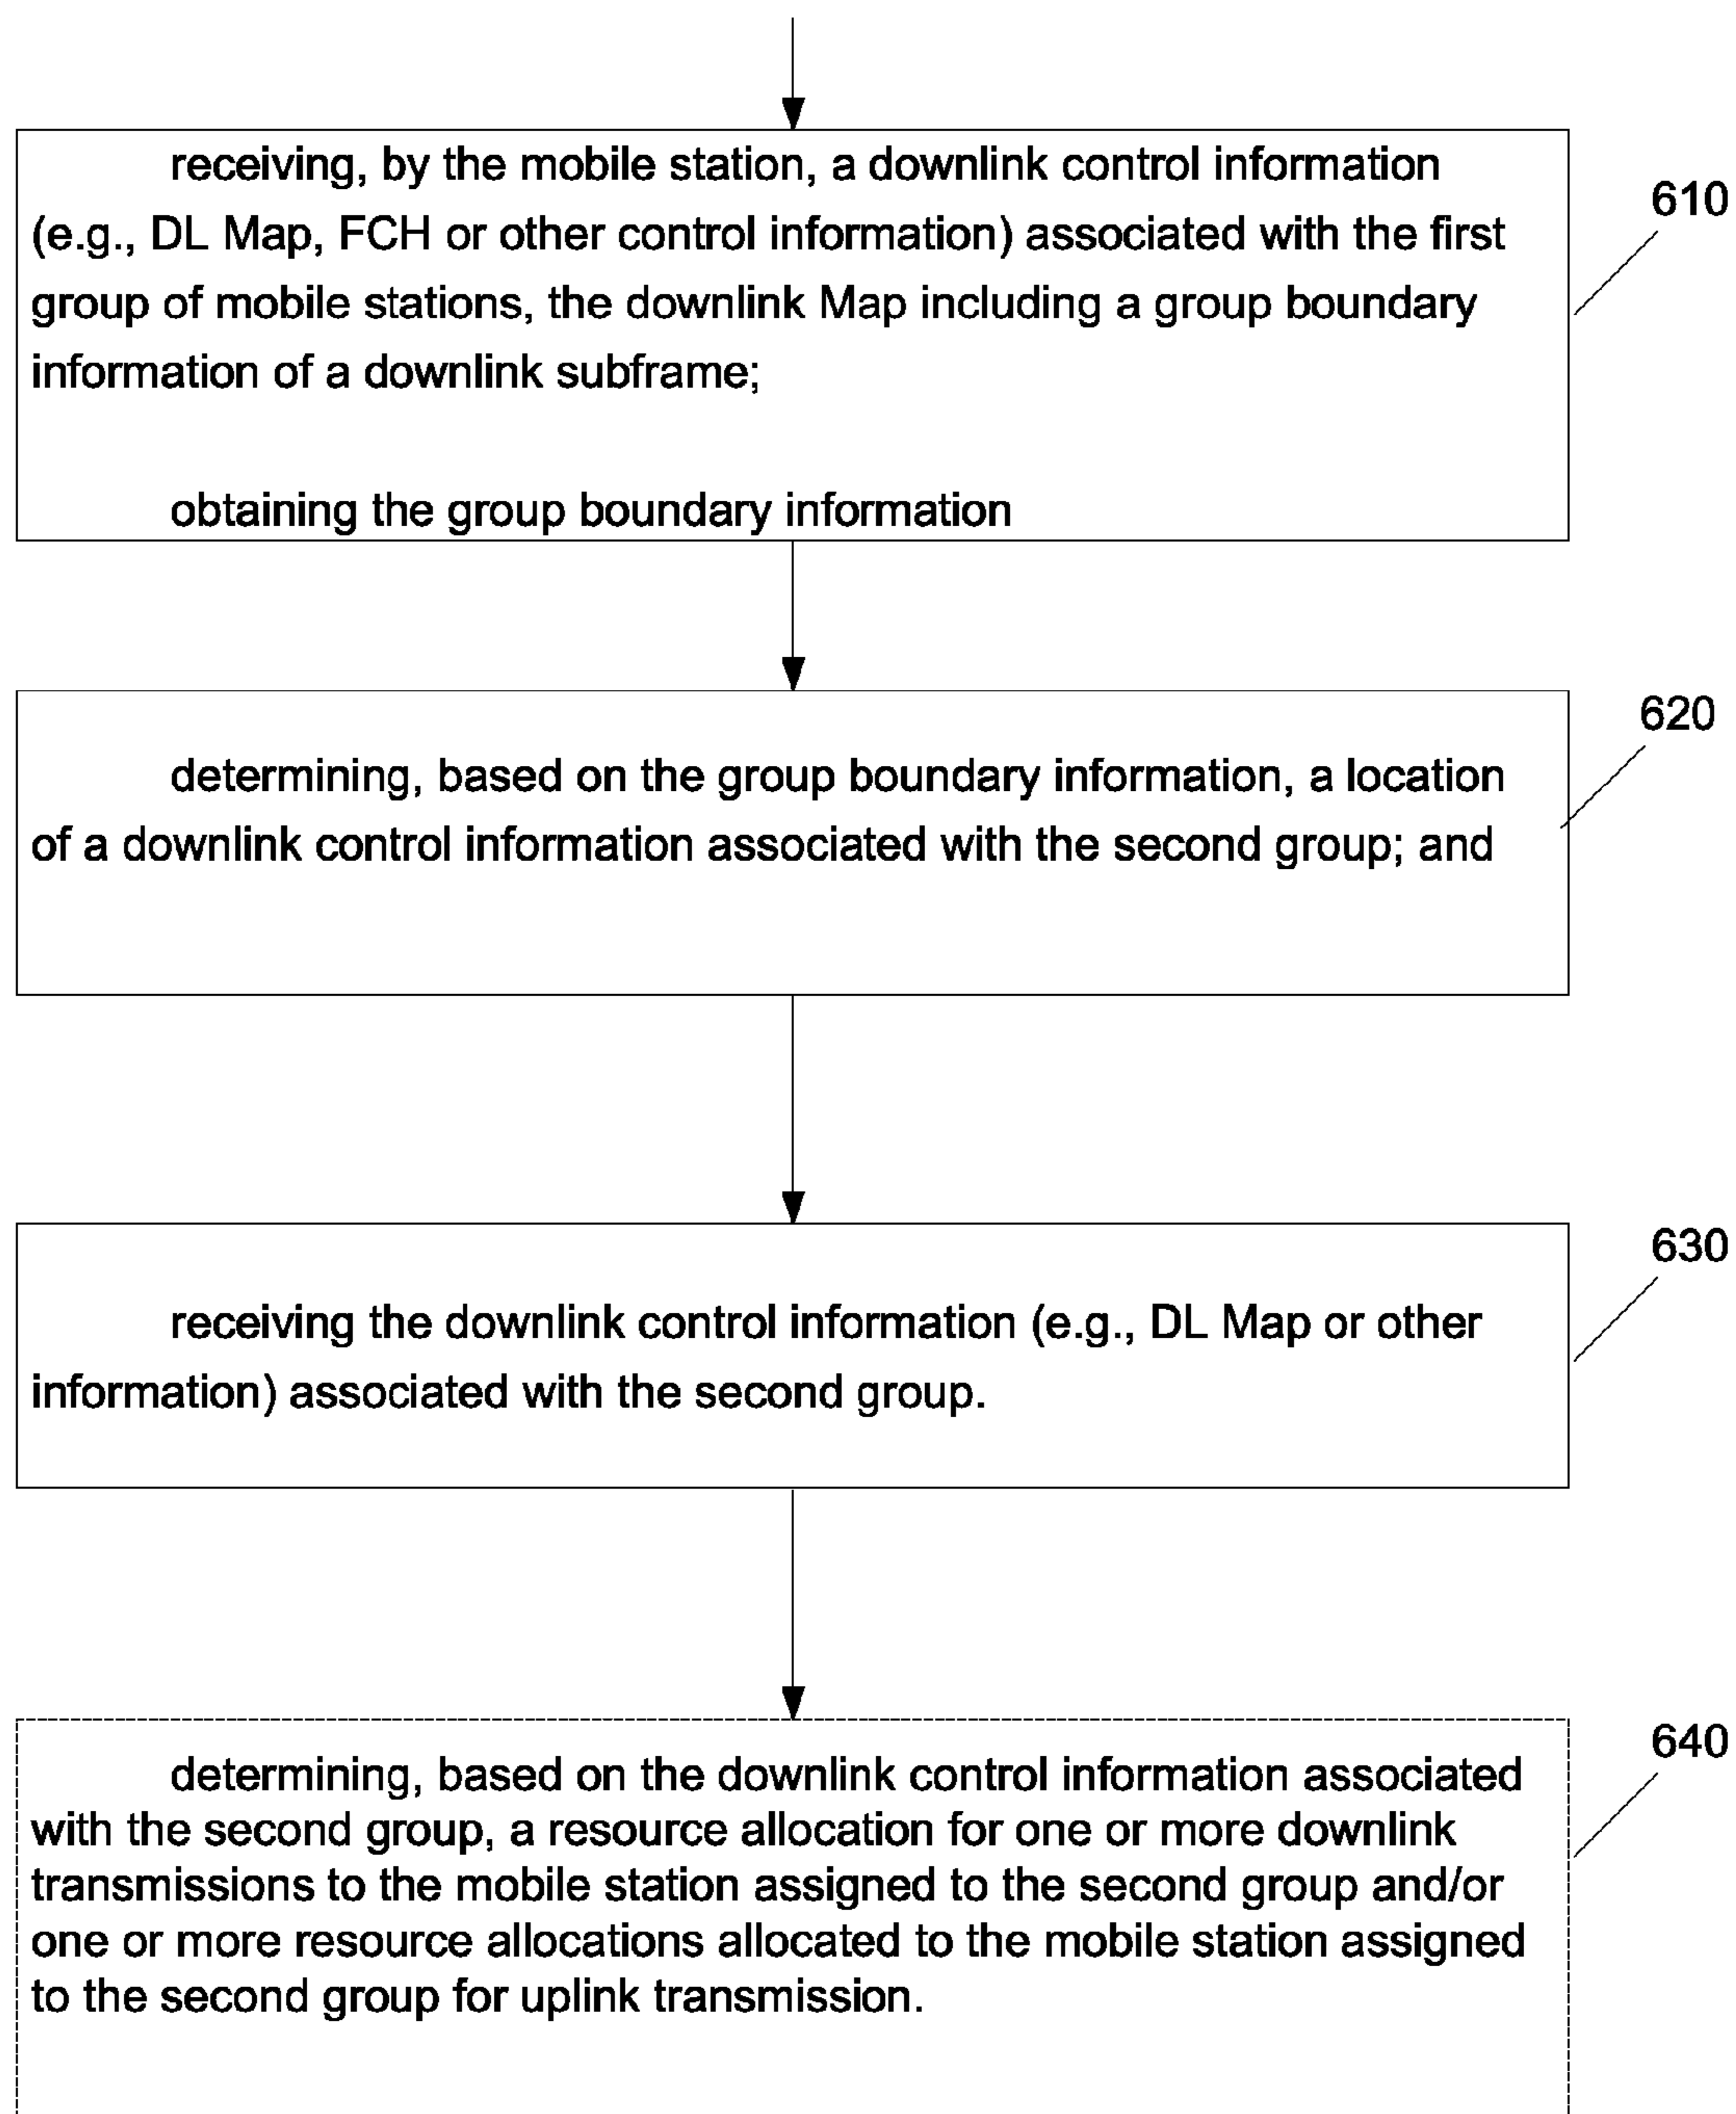 receiving, by the mobile station, a downlink control information
(e.g., DL Map, FCH or other control information) associated with the first
group of mobile stations, the downlink Map including a group boundary
information of a downlink subframe;
obtaining the group boundary information
610
determining, based on the group boundary information, a location
of a downlink control information associated with the second group; and
620
receiving the downlink control information (e.g., DL Map or other
information) associated with the second group.
630
determining, based on the downlink control information associated
with the second group, a resource allocation for one or more downlink
transmissions to the mobile station assigned to the second group and/or
one or more resource allocations allocated to the mobile station assigned
to the second group for uplink transmission.
640